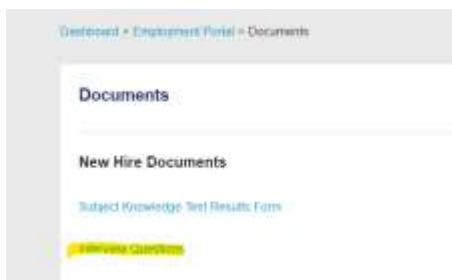 Dashboard » Employment Portal » Documents
Documents
New Hire Documents
Subject Knowledge Test Results Form
Interview Questions